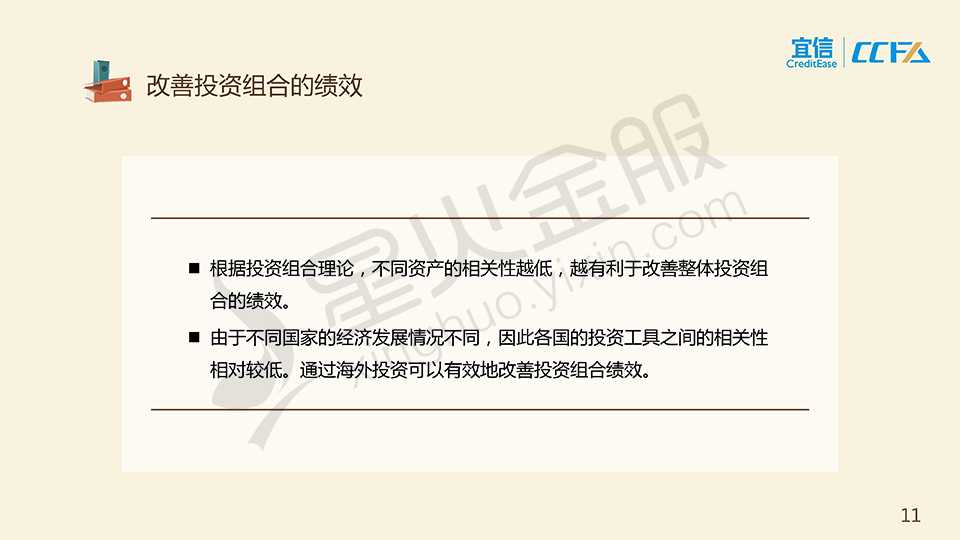 宜信
CreditEase
CCFA
改善投资组合的绩效
■ 根据投资组合理论，不同资产的相关性越低，越有利于改善整体投资组
合的绩效。
■ 由于不同国家的经济发展情况不同，因此各国的投资工具之间的相关性
相对较低。通过海外投资可以有效地改善投资组合绩效。
星火金服
xinghuo.yixin.com
11